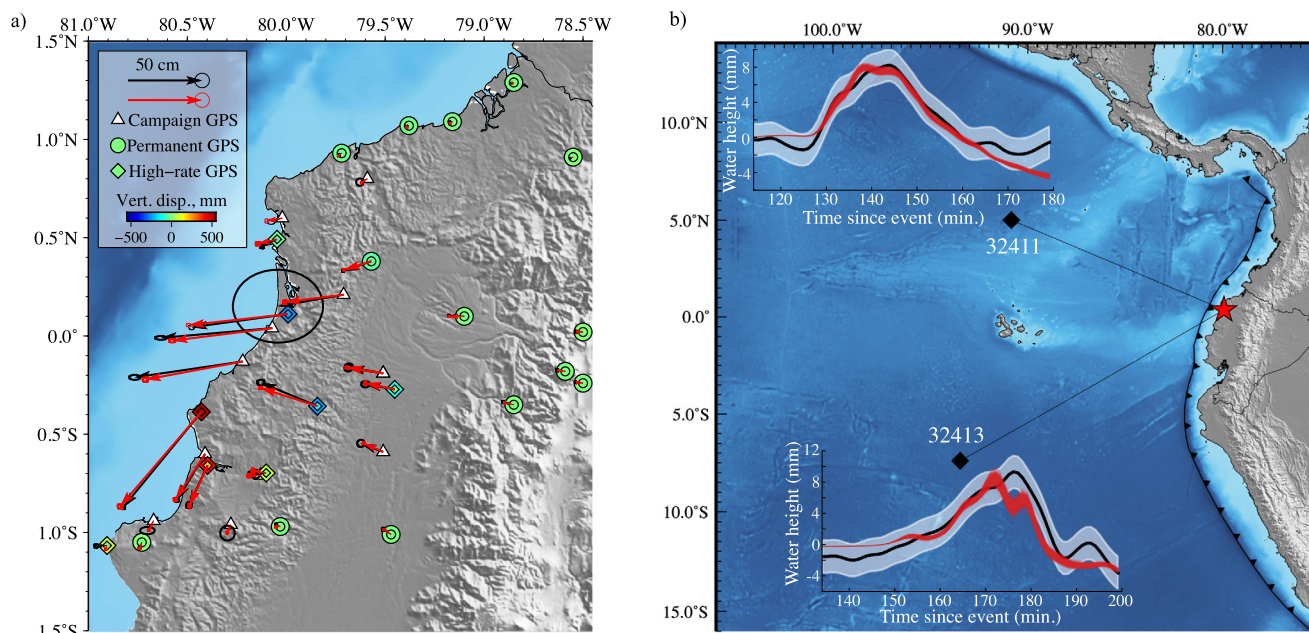 a)
81.0°W 80.5°W 80.0°W 79.5°W 79.0°W 78.5°W
1.5°N
1.0°N
0.5°N
0.0°
0.5°S
1.0°S
1.5°S
50 cm
Campaign GPS
Permanent GPS
High−rate GPS
Vert. disp., mm
−500 0 500
b)
100.0°W 90.0°W 80.0°W
10.0°N
5.0°N
0.0°
5.0°S
10.0°S
15.0°S
Water height (mm)
8
4
0
-4
120 130 140 150 160 170 180
Time since event (min.)
32411
32413
Water height (mm)
12
8
4
0
-4
140 150 160 170 180 190 200
Time since event (min.)